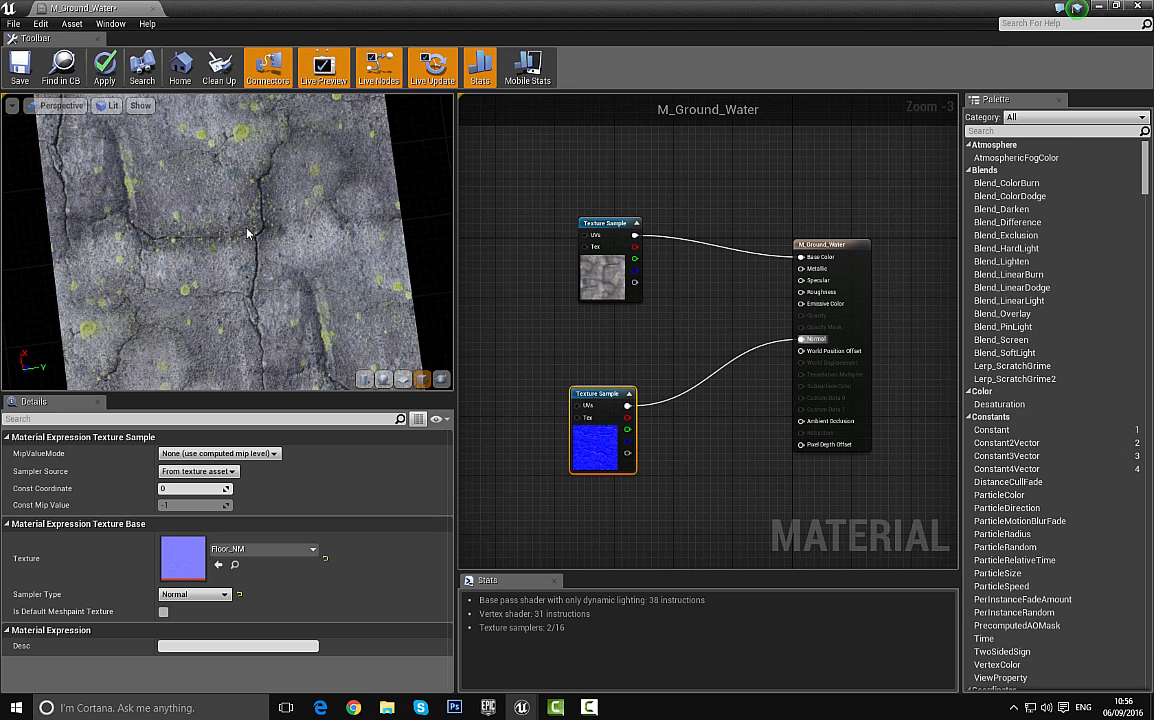 M_Ground_Water*
File Edit Asset Window Help
Search For Help
Toolbar
Save Find in CB Apply Search Home Clean Up Connectors Live Preview Live Nodes Live Update Stats Mobile Stats
Perspective Lit Show
M_Ground_Water
Zoom -3
Texture Sample
UVs
Tex
M_Ground_Water
Base Color
Metallic
Specular
Roughness
Emissive Color
Opacity
Opacity Mask
Normal
World Position Offset
World Displacement
Tessellation Multiplier
Subsurface Color
Custom Data 0
Custom Data 1
Ambient Occlusion
Refraction
Pixel Depth Offset
Texture Sample
UVs
Tex
MATERIAL
X
Y
Details
Search
Material Expression Texture Sample
MipValueMode None (use computed mip level)
Sampler Source From texture asset
Const Coordinate 0
Const Mip Value -1
Material Expression Texture Base
Texture Floor_NM
Sampler Type Normal
Is Default Meshpaint Texture
Material Expression
Desc
Stats
Base pass shader with only dynamic lighting: 38 instructions
Vertex shader: 31 instructions
Texture samplers: 2/16
Palette
Category: All
Search
Atmosphere
AtmosphericFogColor
Blends
Blend_ColorBurn
Blend_ColorDodge
Blend_Darken
Blend_Difference
Blend_Exclusion
Blend_HardLight
Blend_Lighten
Blend_LinearBurn
Blend_LinearDodge
Blend_LinearLight
Blend_Overlay
Blend_PinLight
Blend_Screen
Blend_SoftLight
Lerp_ScratchGrime
Lerp_ScratchGrime2
Color
Desaturation
Constants
Constant 1
Constant2Vector 2
Constant3Vector 3
Constant4Vector 4
DistanceCullFade
ParticleColor
ParticleDirection
ParticleMotionBlurFade
ParticleRadius
ParticleRandom
ParticleRelativeTime
ParticleSize
ParticleSpeed
PerInstanceFadeAmount
PerInstanceRandom
PrecomputedAOMask
Time
TwoSidedSign
VertexColor
ViewProperty
Coordinates
I'm Cortana. Ask me anything.
ENG
10:56
06/09/2016